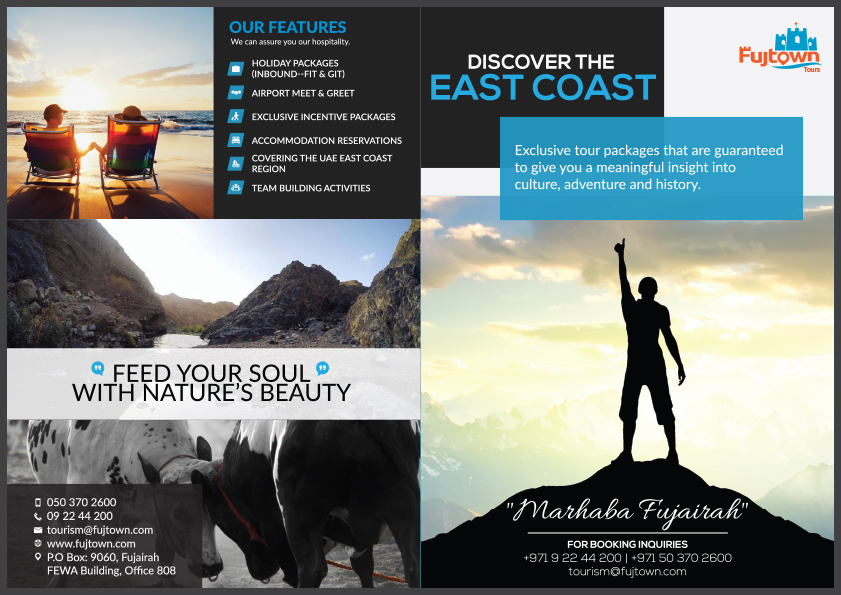 OUR FEATURES
We can assure you our hospitality.
HOLIDAY PACKAGES
(INBOUND--FIT & GIT)
AIRPORT MEET & GREET
EXCLUSIVE INCENTIVE PACKAGES
ACCOMMODATION RESERVATIONS
COVERING THE UAE EAST COAST
REGION
TEAM BUILDING ACTIVITIES
“ FEED YOUR SOUL ”
WITH NATURE’S BEAUTY
050 370 2600
09 22 44 200
tourism@fujtown.com
www.fujtown.com
P.O Box: 9060, Fujairah
FEWA Building, Office 808
DISCOVER THE
EAST COAST
Fujtown
Tours
Exclusive tour packages that are guaranteed
to give you a meaningful insight into
culture, adventure and history.
"Marhaba Fujairah"
FOR BOOKING INQUIRIES
+971 9 22 44 200 | +971 50 370 2600
tourism@fujtown.com